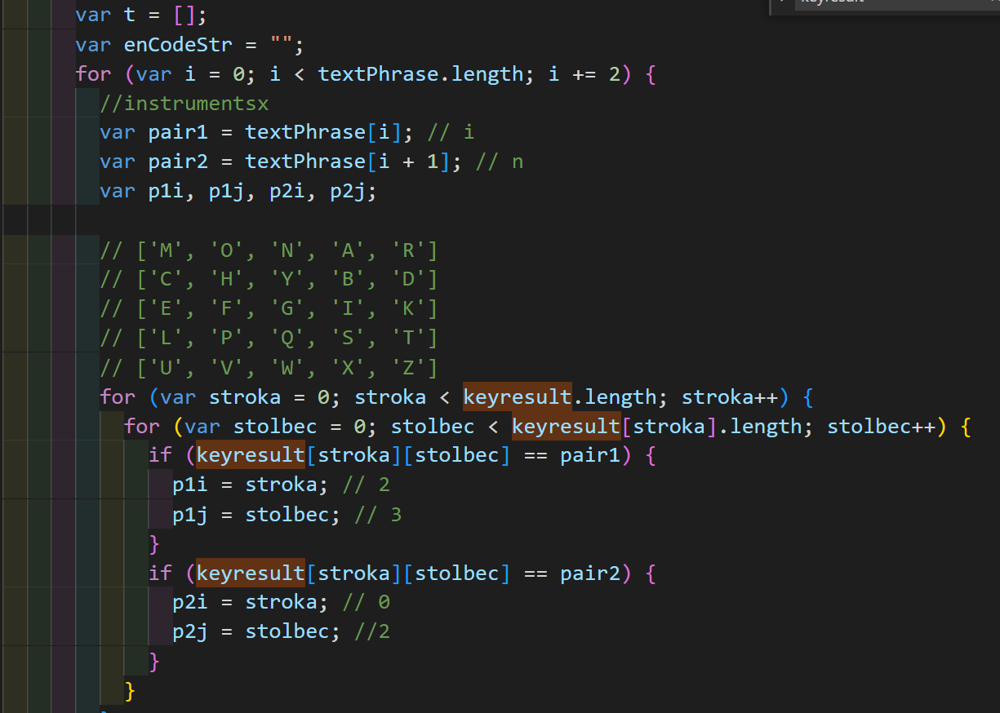 keyresult
var t = [];
var enCodeStr = "";
for (var i = 0; i < textPhrase.length; i += 2) {
//instrumentsx
var pair1 = textPhrase[i]; // i
var pair2 = textPhrase[i + 1]; // n
var p1i, p1j, p2i, p2j;
// ['M', 'O', 'N', 'A', 'R']
// ['C', 'H', 'Y', 'B', 'D']
// ['E', 'F', 'G', 'I', 'K']
// ['L', 'P', 'Q', 'S', 'T']
// ['U', 'V', 'W', 'X', 'Z']
for (var stroka = 0; stroka < keyresult.length; stroka++) {
for (var stolbec = 0; stolbec < keyresult[stroka].length; stolbec++) {
if (keyresult[stroka][stolbec] == pair1) {
p1i = stroka; // 2
p1j = stolbec; // 3
}
if (keyresult[stroka][stolbec] == pair2) {
p2i = stroka; // 0
p2j = stolbec; //2
}
}